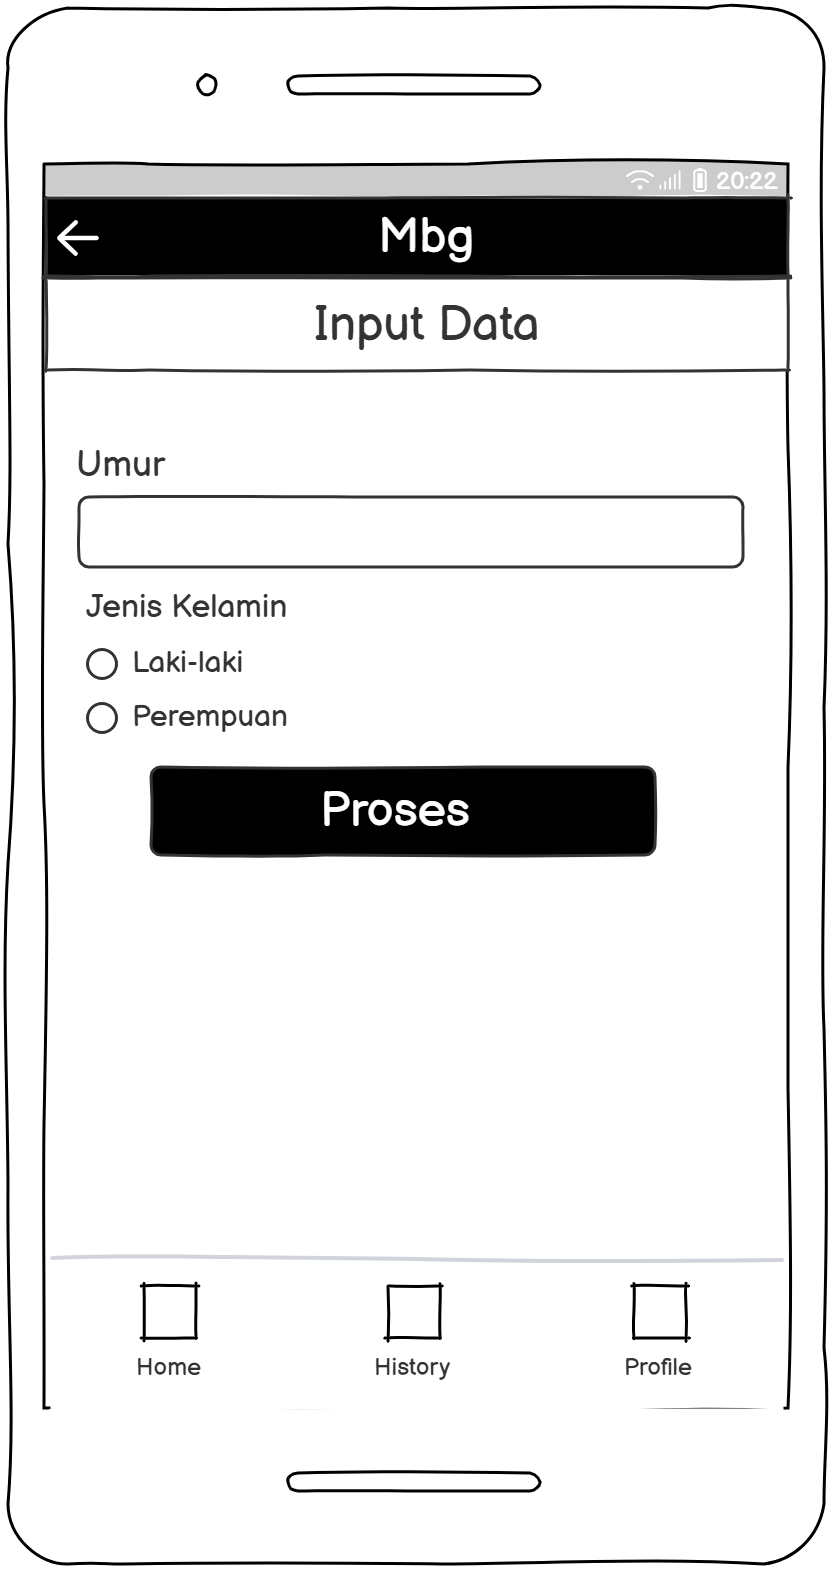 20:22
Mbg
Input Data
Umur
Jenis Kelamin
Laki-laki
Perempuan
Proses
Home
History
Profile